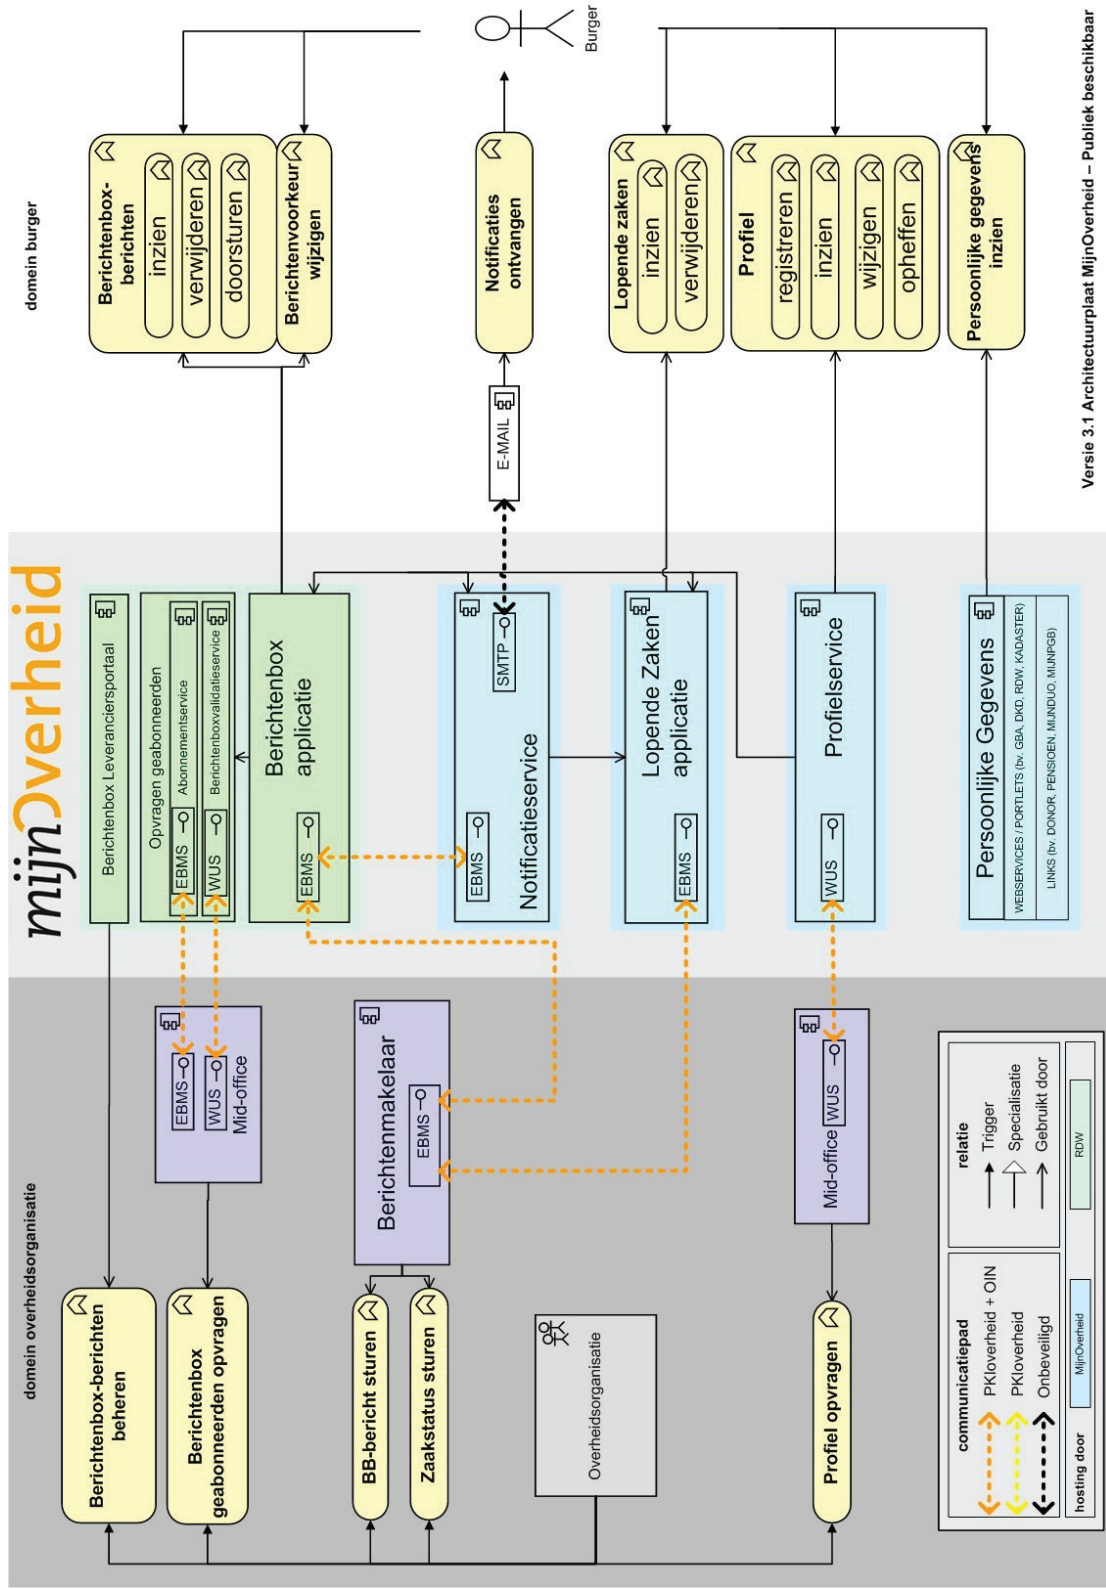 mijnOverheid
domein overheidsorganisatie
domein burger
Berichtenbox-berichten
beheren
Berichtenbox
geabonneerden opvragen
BB-bericht sturen
Zaakstatus sturen
Overheidsorganisatie
Profiel opvragen
EBMS
WUS
Mid-office
Berichtenmakelaar
EBMS
Mid-office
WUS
Berichtenbox Leveranciersportaal
Opvragen geabonneerden
EBMS
Abonnementservice
WUS
Berichtenboxvalidatieservice
Berichtenbox
applicatie
EBMS
EBMS
Notificatieservice
SMTP
Lopende Zaken
applicatie
EBMS
WUS
Profielservice
Persoonlijke Gegevens
WEBSERVICES / PORTLETS (bv. GBA, DKD, RDW, KADASTER)
LINKS (bv. DONOR, PENSIOEN, MIJNDUO, MIJNPGB)
E-MAIL
Berichtenbox-
berichten
inzien
verwijderen
doorsturen
Berichtenvoorkeur
wijzigen
Notificaties
ontvangen
Burger
Lopende zaken
inzien
verwijderen
Profiel
registreren
inzien
wijzigen
opheffen
Persoonlijke gegevens
inzien
communicatiepad
PKIoverheid + OIN
PKIoverheid
Onbeveiligd
relatie
Trigger
Specialisatie
Gebruikt door
hosting door
MijnOverheid
RDW
Versie 3.1 Architectuurplaat MijnOverheid – Publiek beschikbaar